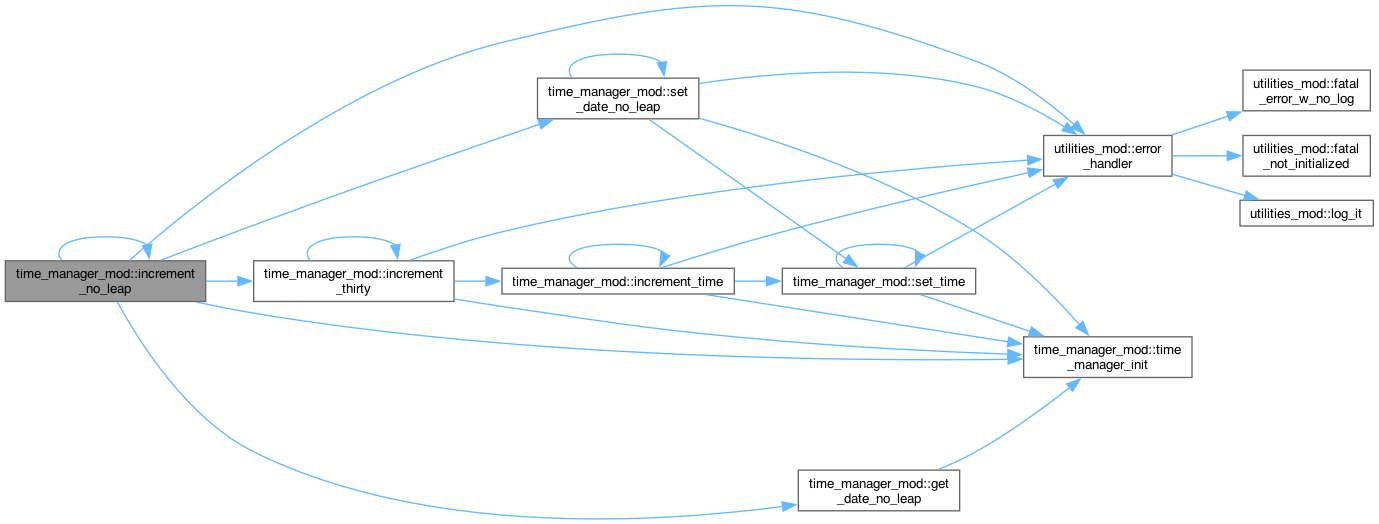 time_manager_mod::increment
_no_leap
time_manager_mod::set
_date_no_leap
time_manager_mod::increment
_thirty
time_manager_mod::increment_time
time_manager_mod::set_time
utilities_mod::error
_handler
utilities_mod::fatal
_error_w_no_log
utilities_mod::fatal
_not_initialized
utilities_mod::log_it
time_manager_mod::time
_manager_init
time_manager_mod::get
_date_no_leap